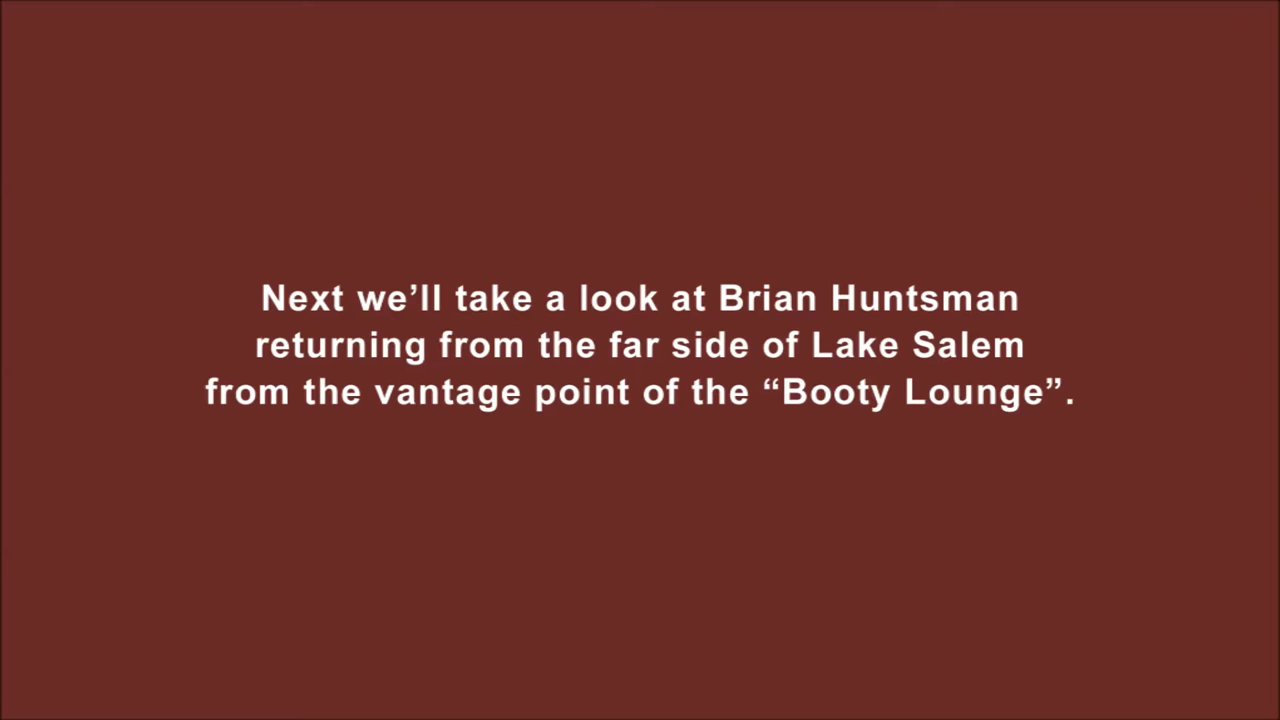 Next we’ll take a look at Brian Huntsman
returning from the far side of Lake Salem
from the vantage point of the “Booty Lounge”.